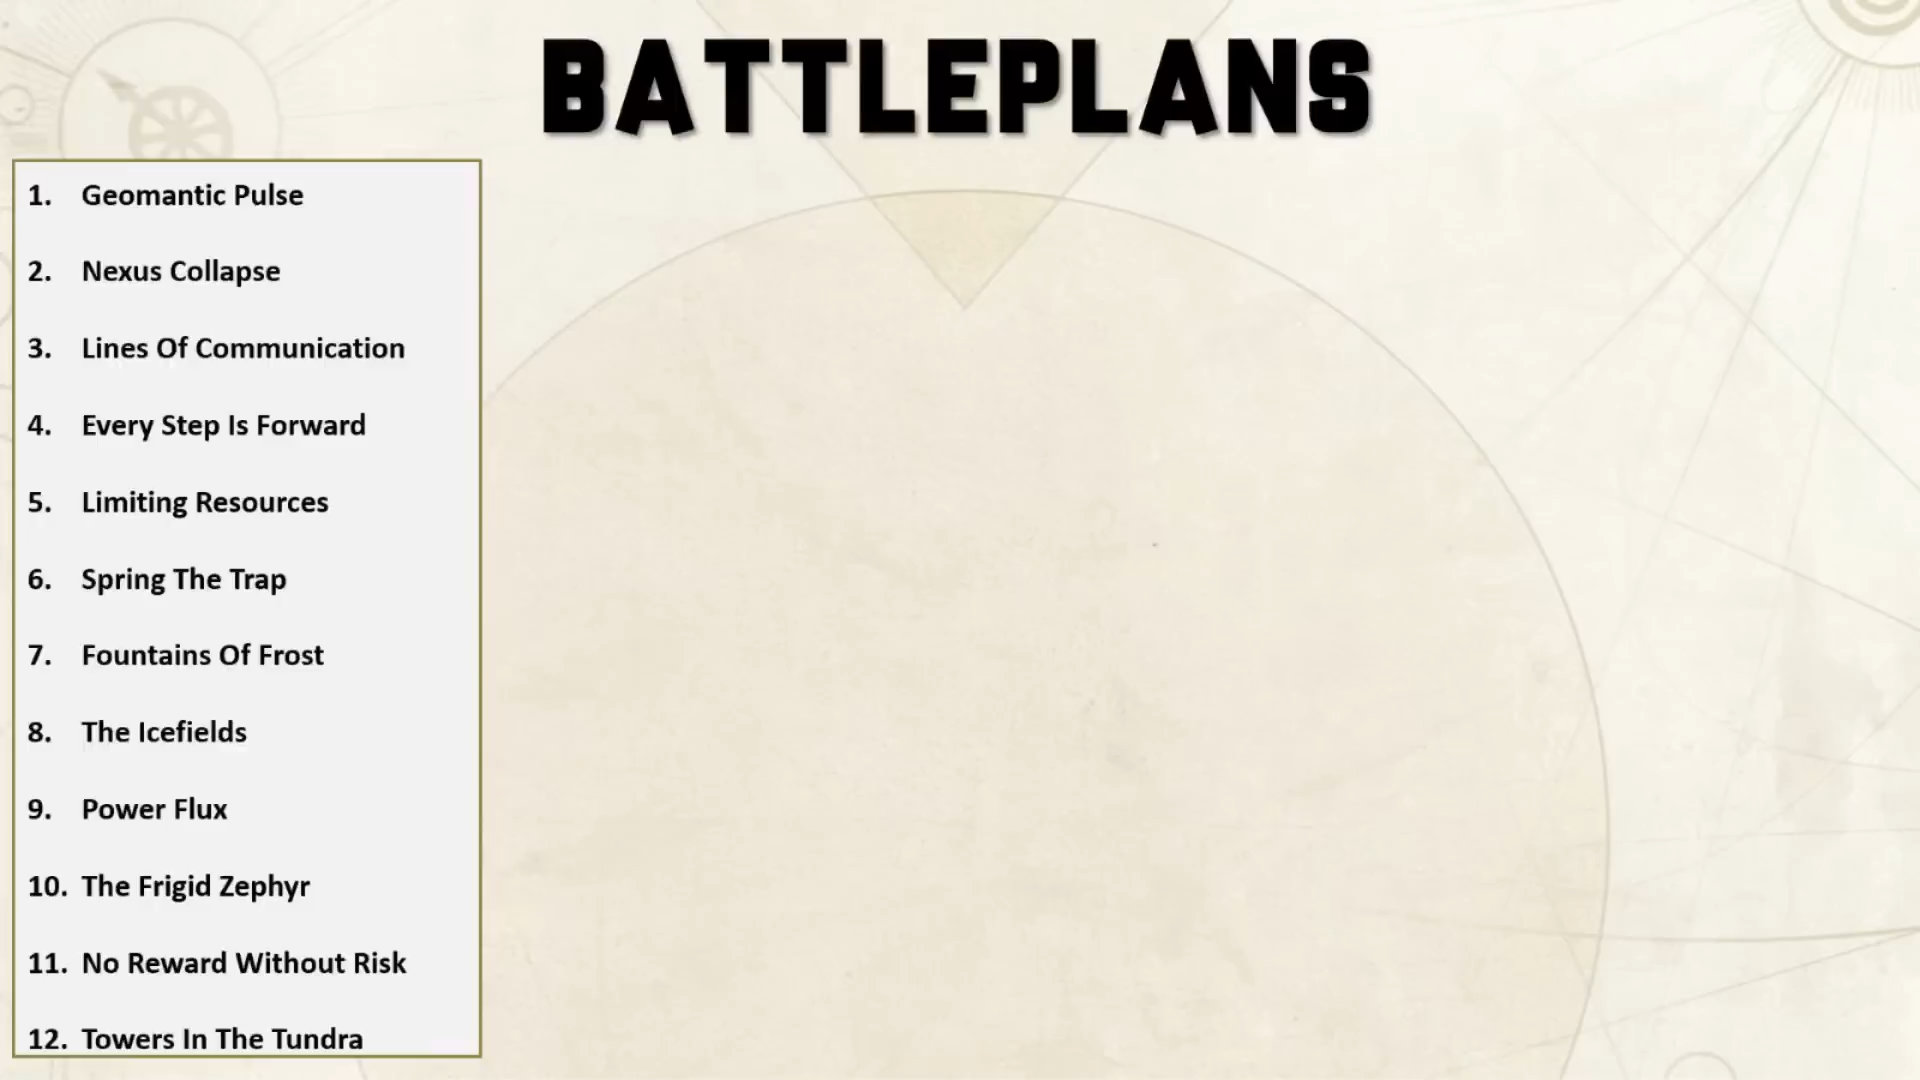 BATTLEPLANS
1. Geomantic Pulse
2. Nexus Collapse
3. Lines Of Communication
4. Every Step Is Forward
5. Limiting Resources
6. Spring The Trap
7. Fountains Of Frost
8. The Icefields
9. Power Flux
10. The Frigid Zephyr
11. No Reward Without Risk
12. Towers In The Tundra